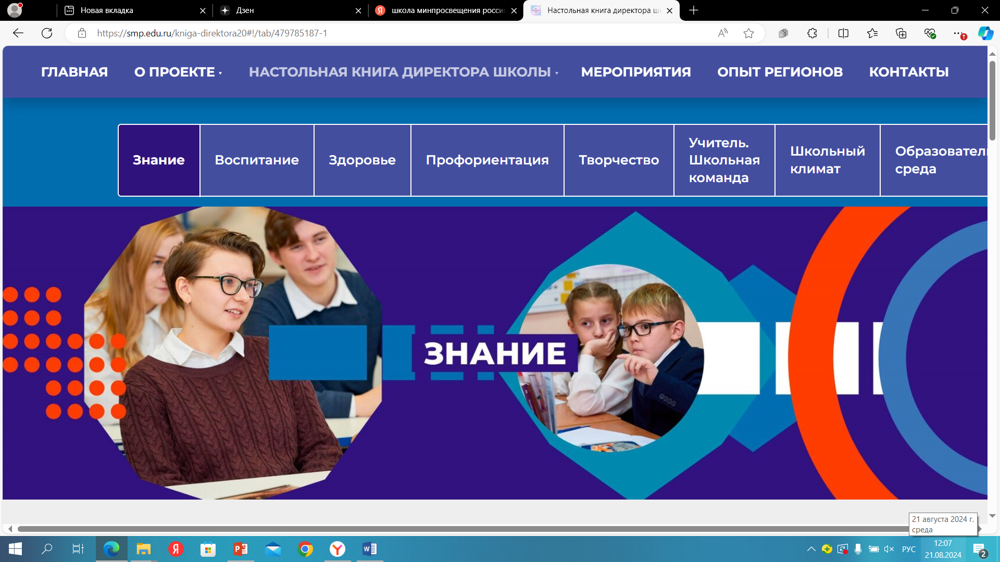 Новая вкладка
Дзен
школа минпросвещения росси
Настольная книга директора ш
https://smp.edu.ru/kniga-direktora20#!/tab/479785187-1
ГЛАВНАЯ
О ПРОЕКТЕ
НАСТОЛЬНАЯ КНИГА ДИРЕКТОРА ШКОЛЫ
МЕРОПРИЯТИЯ
ОПЫТ РЕГИОНОВ
КОНТАКТЫ
Знание
Воспитание
Здоровье
Профориентация
Творчество
Учитель.
Школьная
команда
Школьный
климат
Образовател
среда
ЗНАНИЕ
21 августа 2024 г.
среда
РУС
12:07
21.08.2024
2